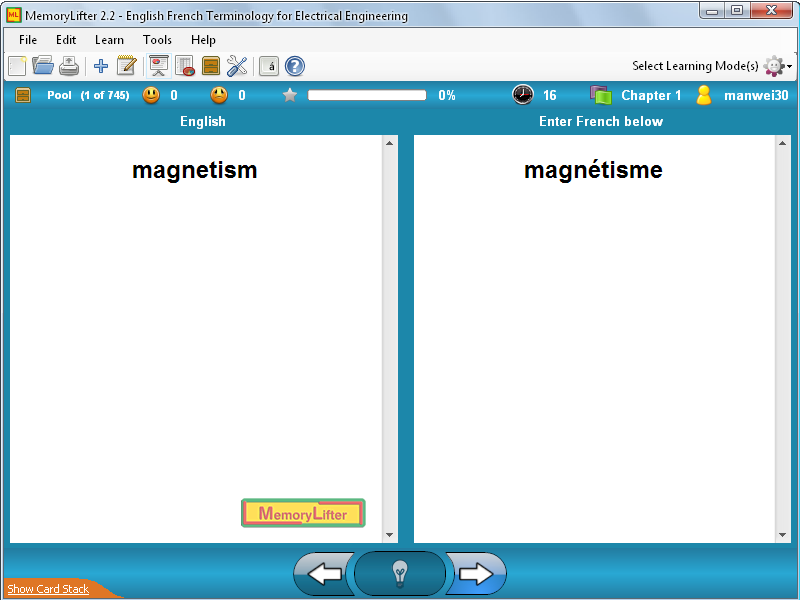 MemoryLifter 2.2 - English French Terminology for Electrical Engineering
File Edit Learn Tools Help
á ? Select Learning Mode(s)
Pool (1 of 745) 0 0 0% 16 Chapter 1 manwei30
English Enter French below
magnetism magnétisme
MemoryLifter
Show Card Stack